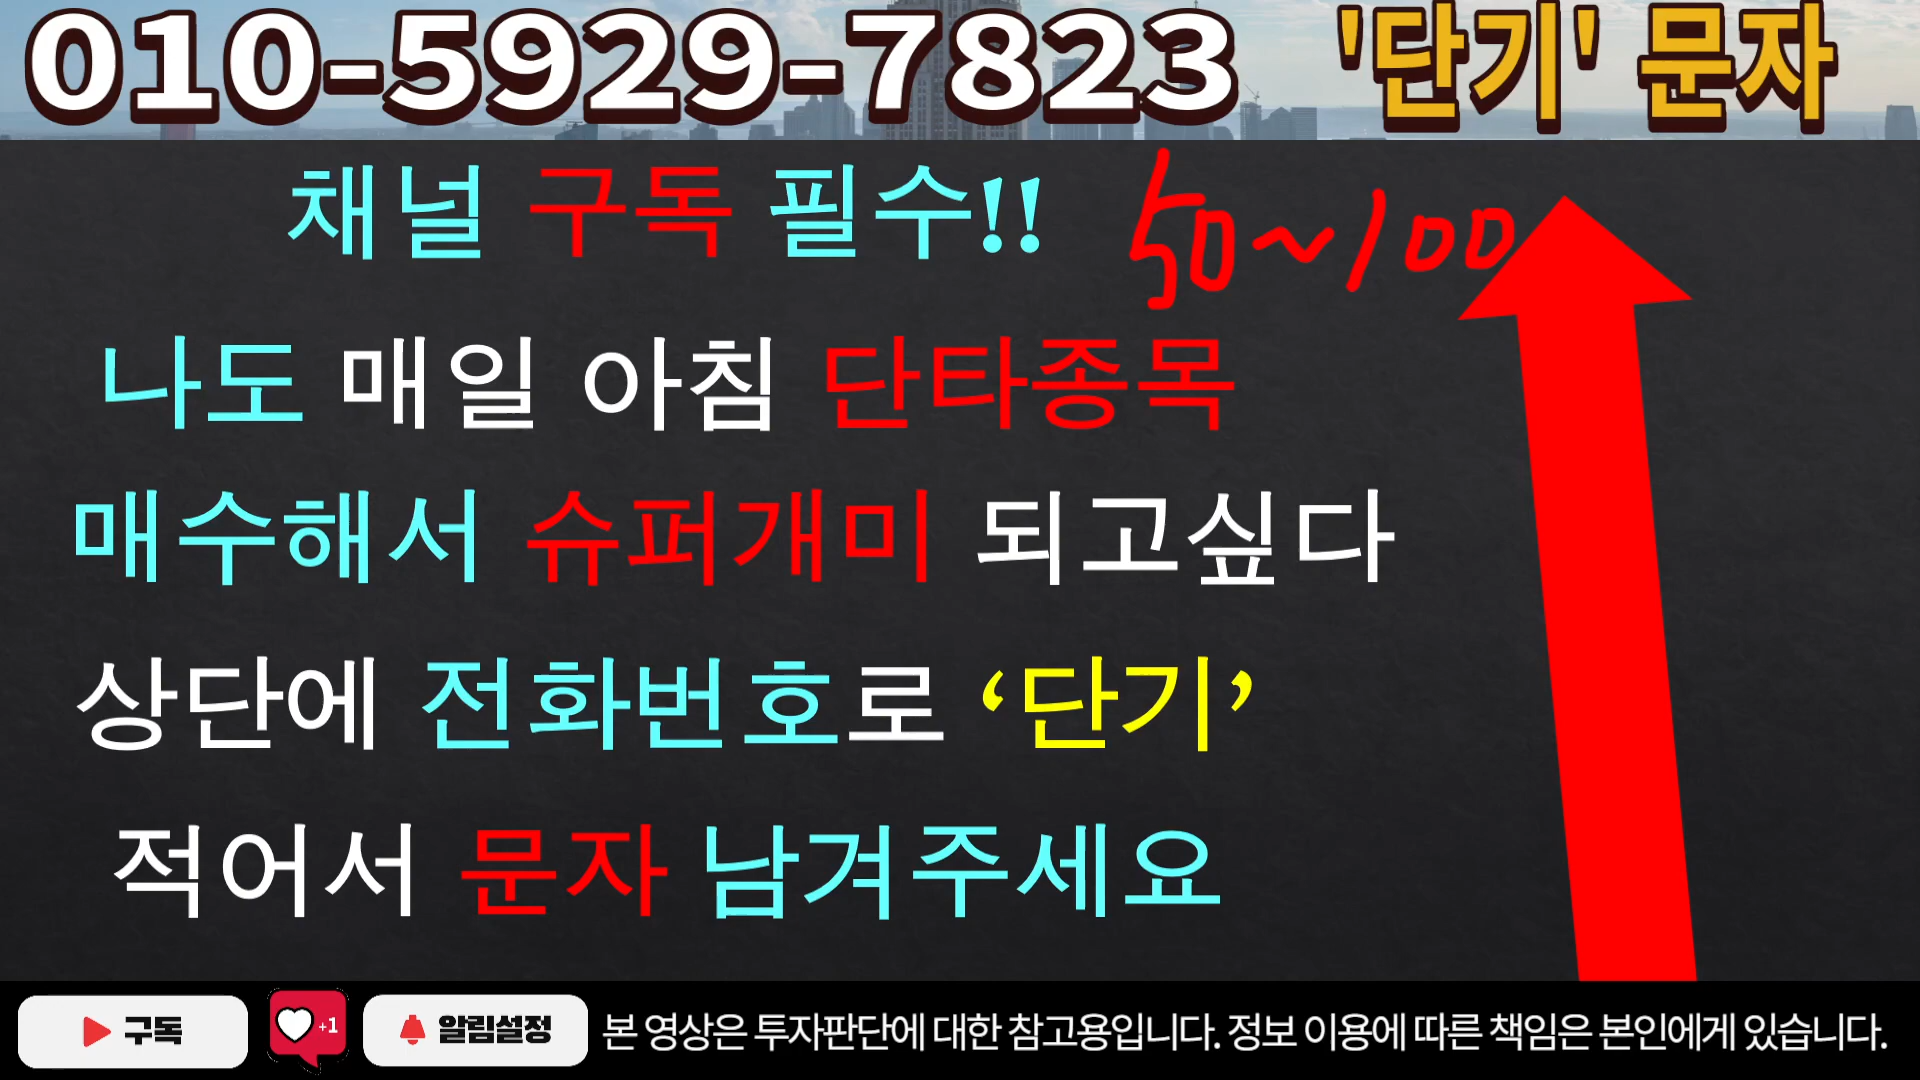 010-5929-7823 '단기' 문자
채널 구독 필수!! 50~100
나도 매일 아침 단타종목
매수해서 슈퍼개미 되고싶다
상단에 전화번호로 ‘단기’
적어서 문자 남겨주세요
구독 +1 알림설정 본 영상은 투자판단에 대한 참고용입니다. 정보 이용에 따른 책임은 본인에게 있습니다.